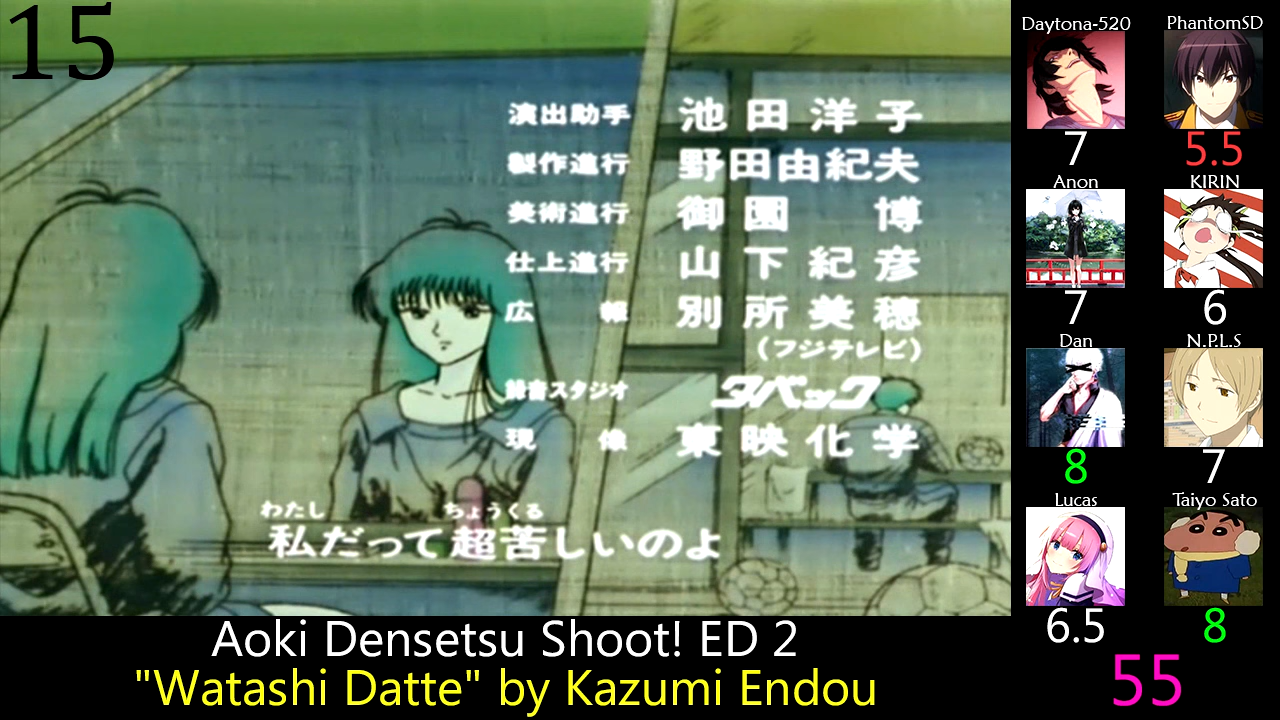 15
演出助手 池田洋子
製作進行 野田由紀夫
美術進行 御園 博
仕上進行 山下紀彦
広 報 別所美穂
(フジテレビ)
録音スタジオ タバック
現 像 東映化学
わたし ちょうくる
私だって超苦しいのよ
Aoki Densetsu Shoot! ED 2
"Watashi Datte" by Kazumi Endou
Daytona-520 PhantomSD
7 5.5
Anon KIRIN
7 6
Dan N.P.L.S
8 7
Lucas Taiyo Sato
6.5 8
55